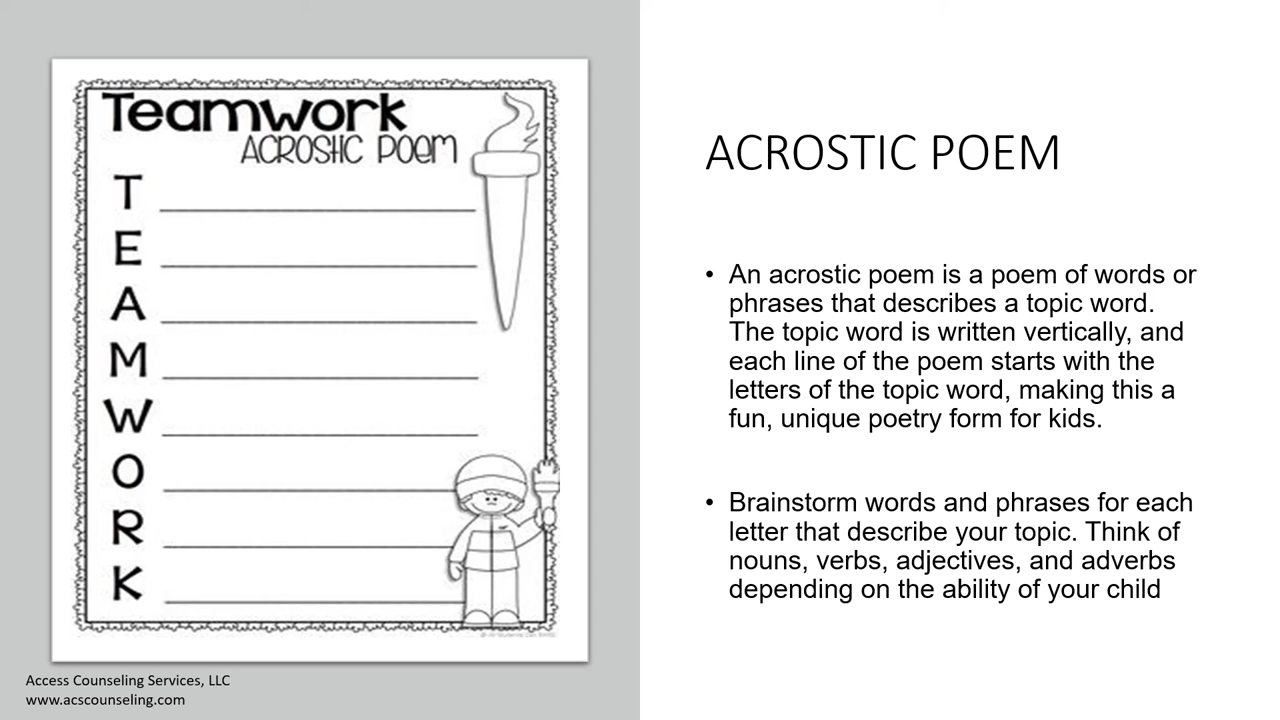 Teamwork
ACROSTIC POEM
T
E
A
M
W
O
R
K
Access Counseling Services, LLC
www.acscounseling.com
ACROSTIC POEM
• An acrostic poem is a poem of words or
phrases that describes a topic word.
The topic word is written vertically, and
each line of the poem starts with the
letters of the topic word, making this a
fun, unique poetry form for kids.
• Brainstorm words and phrases for each
letter that describe your topic. Think of
nouns, verbs, adjectives, and adverbs
depending on the ability of your child